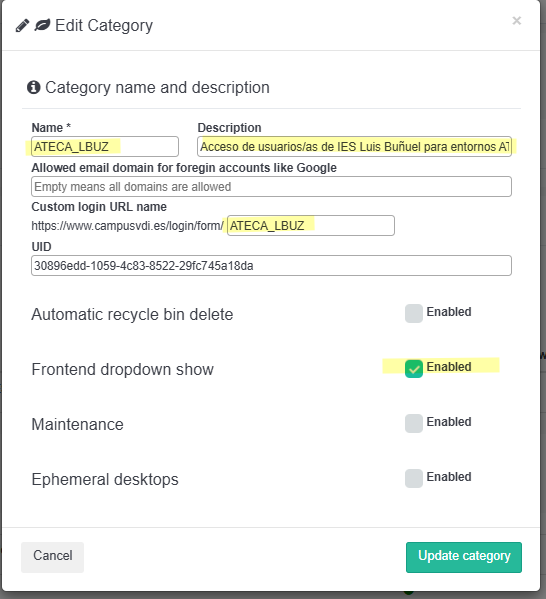 Edit Category
×
Category name and description
Name *
Description
ATECA_LBUZ
Acceso de usuarios/as de IES Luis Buñuel para entornos AT
Allowed email domain for foregin accounts like Google
Empty means all domains are allowed
Custom login URL name
https://www.campusvdi.es/login/form/ ATECA_LBUZ
UID
30896edd-1059-4c83-8522-29fc745a18da
Automatic recycle bin delete Enabled
Frontend dropdown show Enabled
Maintenance Enabled
Ephemeral desktops Enabled
Cancel Update category